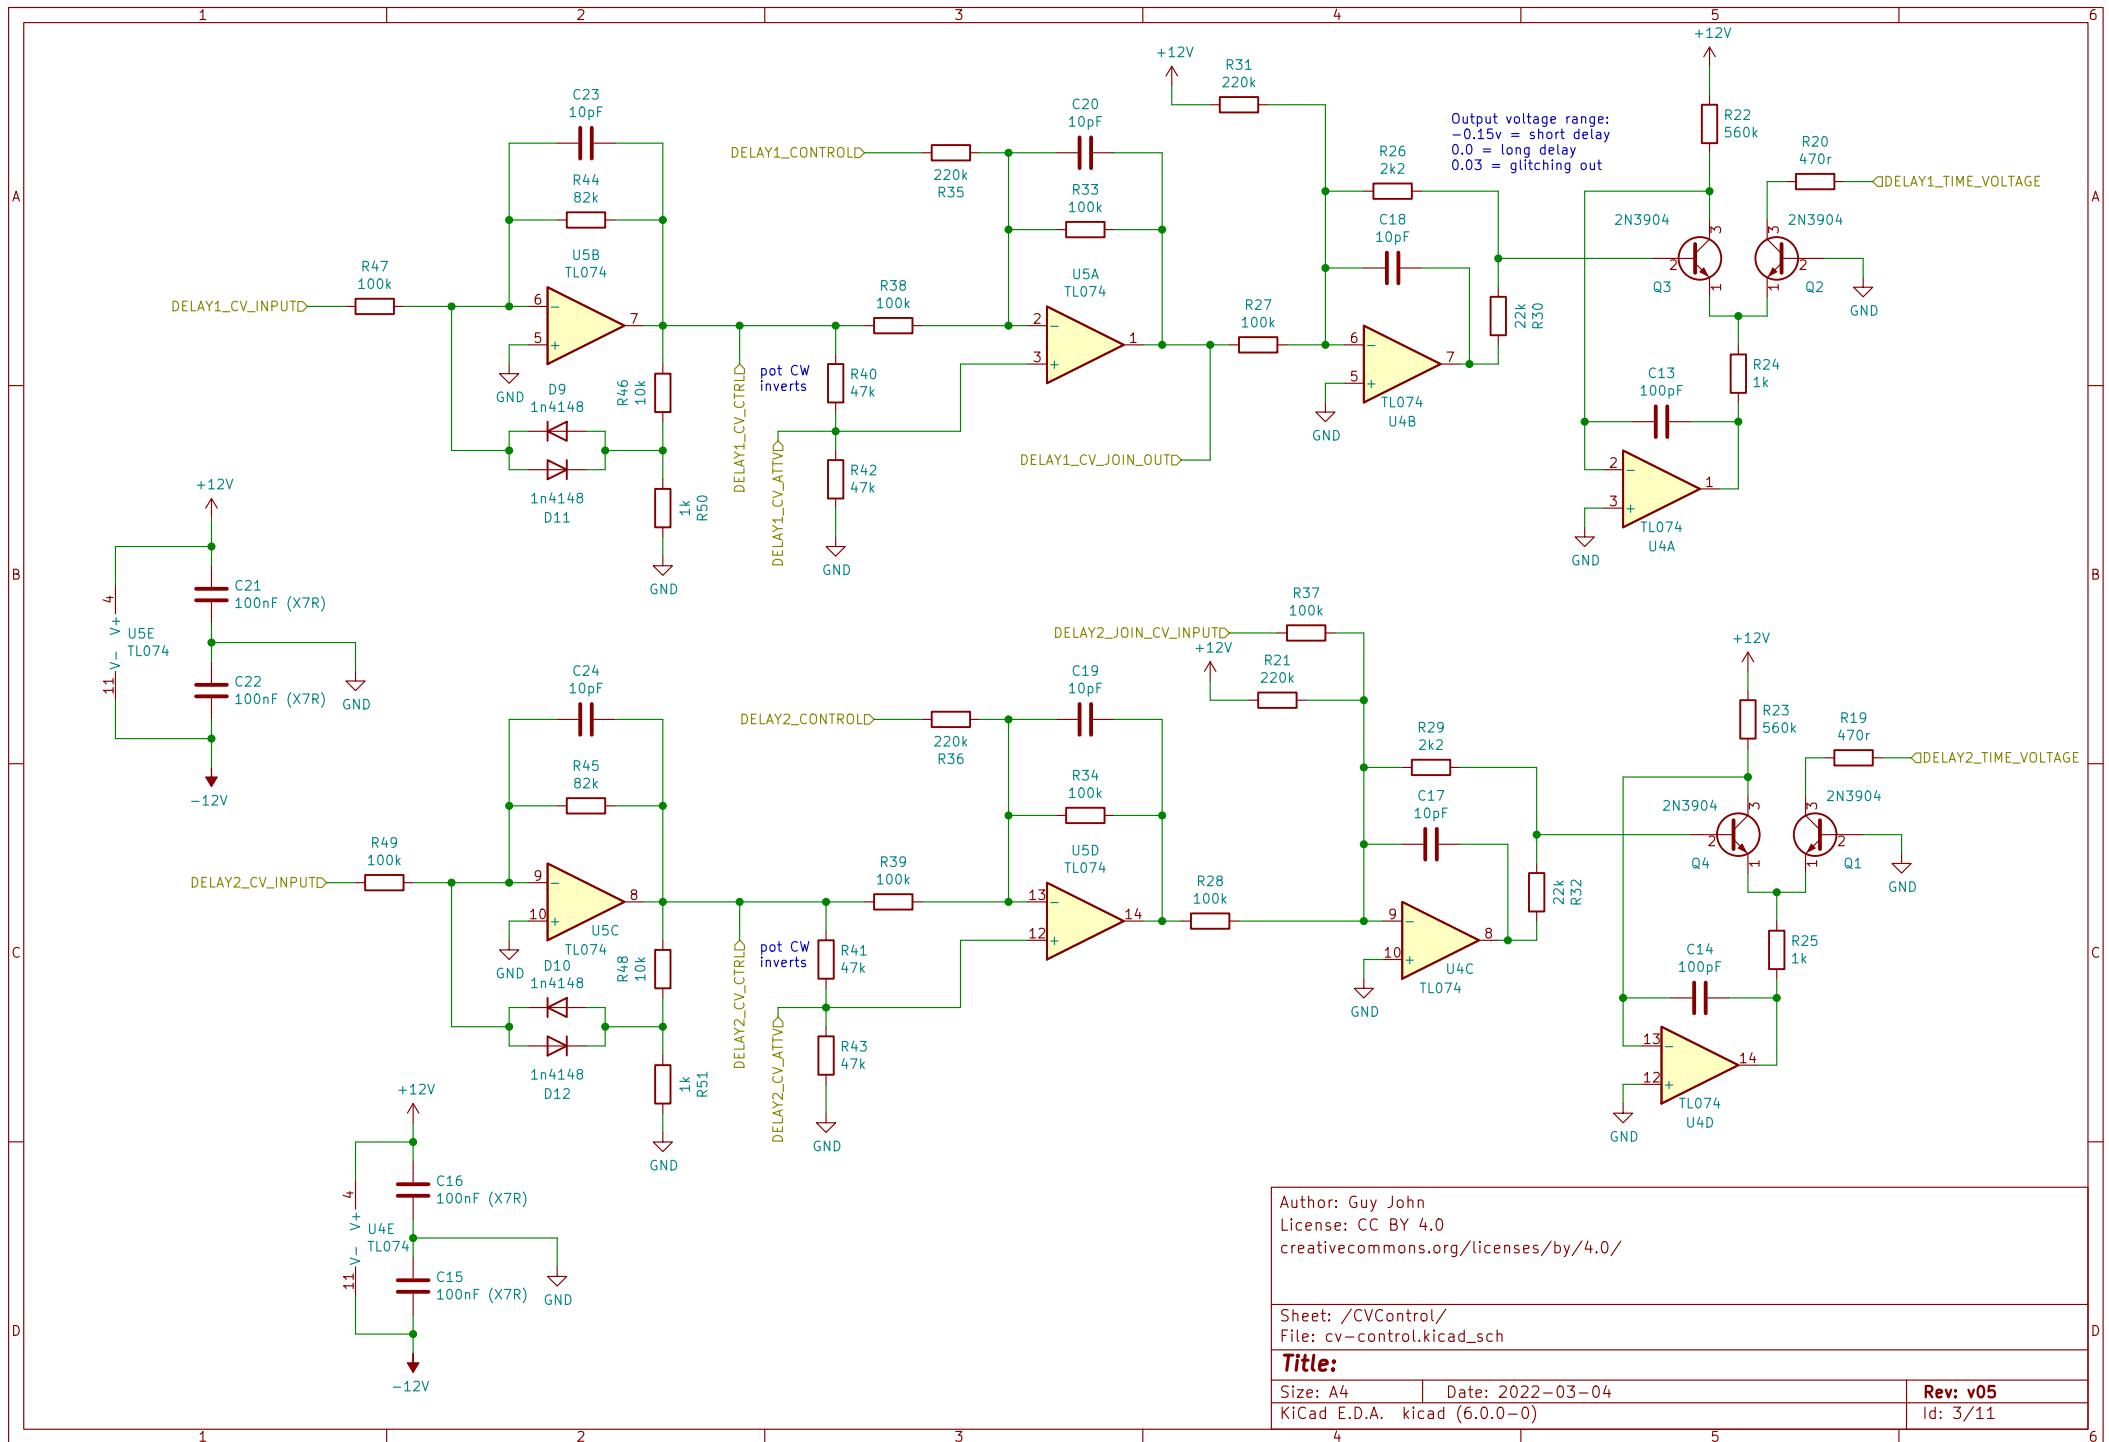 1 2 3 4 5 6
A
B
C
D
A
B
C
D
1 2 3 4 5 6
C23
10pF
R44
82k
U5B
TL074
R47
100k
DELAY1_CV_INPUT
6
−
5
+
7
GND
D9
1n4148
1n4148
D11
R46
10k
1k
R50
GND
DELAY1_CV_CTRL
pot CW
inverts
DELAY1_CV_ATTV
R40
47k
R42
47k
GND
R38
100k
DELAY1_CONTROL
220k
R35
C20
10pF
R33
100k
U5A
TL074
2
−
3
+
1
DELAY1_CV_JOIN_OUT
R27
100k
+12V
R31
220k
R26
2k2
C18
10pF
6
−
5
+
7
TL074
U4B
GND
22k
R30
Output voltage range:
−0.15v = short delay
0.0 = long delay
0.03 = glitching out
+12V
R22
560k
R20
470r
DELAY1_TIME_VOLTAGE
2N3904
3
2
1
Q3
2N3904
3
2
1
Q2
GND
R24
1k
C13
100pF
2
−
3
+
1
TL074
U4A
GND
+12V
C21
100nF (X7R)
4
V+
U5E
TL074
V−
11
C22
100nF (X7R)
GND
−12V
C24
10pF
R45
82k
R49
100k
DELAY2_CV_INPUT
9
−
10
+
8
U5C
TL074
GND
D10
1n4148
1n4148
D12
R48
10k
1k
R51
GND
DELAY2_CV_CTRL
pot CW
inverts
DELAY2_CV_ATTV
R41
47k
R43
47k
GND
R39
100k
DELAY2_CONTROL
220k
R36
C19
10pF
R34
100k
U5D
TL074
13
−
12
+
14
R28
100k
R37
100k
DELAY2_JOIN_CV_INPUT
+12V
R21
220k
R29
2k2
C17
10pF
9
−
10
+
8
U4C
TL074
GND
22k
R32
+12V
R23
560k
R19
470r
DELAY2_TIME_VOLTAGE
2N3904
3
2
1
Q4
2N3904
3
2
1
Q1
GND
R25
1k
C14
100pF
13
−
12
+
14
TL074
U4D
GND
+12V
C16
100nF (X7R)
4
V+
U4E
TL074
V−
11
C15
100nF (X7R)
GND
−12V
Author: Guy John
License: CC BY 4.0
creativecommons.org/licenses/by/4.0/
Sheet: /CVControl/
File: cv−control.kicad_sch
Title:
Size: A4 Date: 2022−03−04 Rev: v05
KiCad E.D.A. kicad (6.0.0−0) Id: 3/11